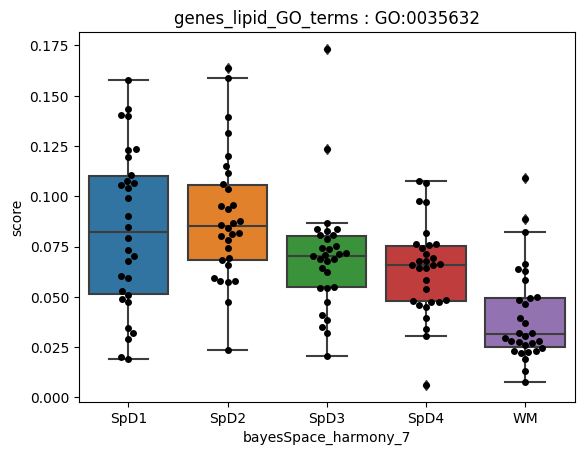 genes_lipid_GO_terms : GO:0035632
score
0.175
0.150
0.125
0.100
0.075
0.050
0.025
0.000
SpD1 SpD2 SpD3 SpD4 WM
bayesSpace_harmony_7